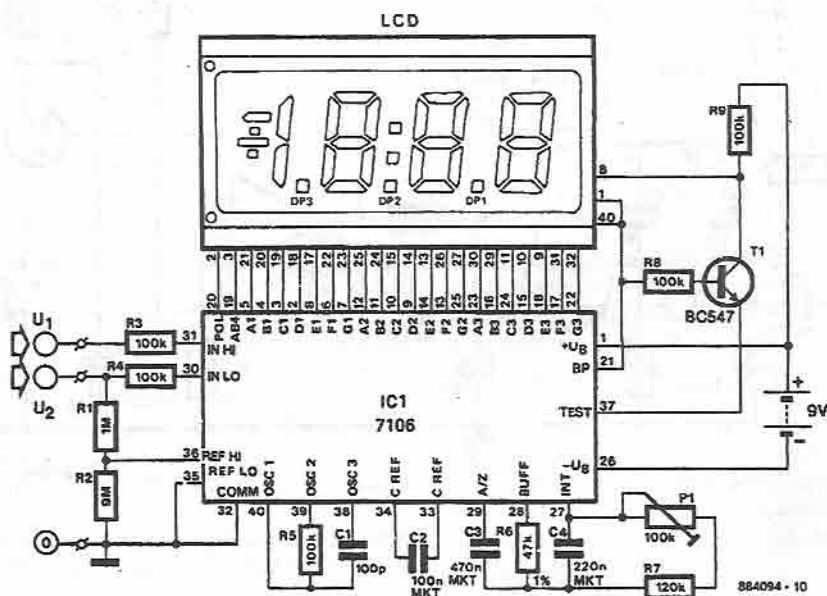 LCD
DP3
DP2
DP1
8
1
40
R9
100k
R8
100k
T1
BC547
2 3 21 20 19 18 17 22 23 25 24 15 14 13 26 27 30 29 11 10 9 31 32
20 19 5 4 3 2 8 6 7 12 11 10 9 14 13 25 23 16 24 15 18 17 22
POL AB4 A1 B1 C1 D1 E1 F1 G1 A2 B2 C2 D2 E2 F2 G2 A3 B3 C3 D3 E3 F3 G3
U1
R3
100k
31
IN HI
U2
R4
100k
30
IN LO
R1
1M
R2
9M
36
REF HI
REF LO
35
COMM
32
0
IC1
7106
1
+UB
BP
21
TEST
37
-UB
26
+
9V
-
OSC 1
OSC 2
OSC 3
C REF
C REF
A/Z
BUFF
INT
40
39
38
34
33
29
28
27
R5
100k
C1
100p
C2
100n
MKT
C3
470n
MKT
R6
47k
1%
C4
220n
MKT
P1
100k
R7
120k
884094 - 10